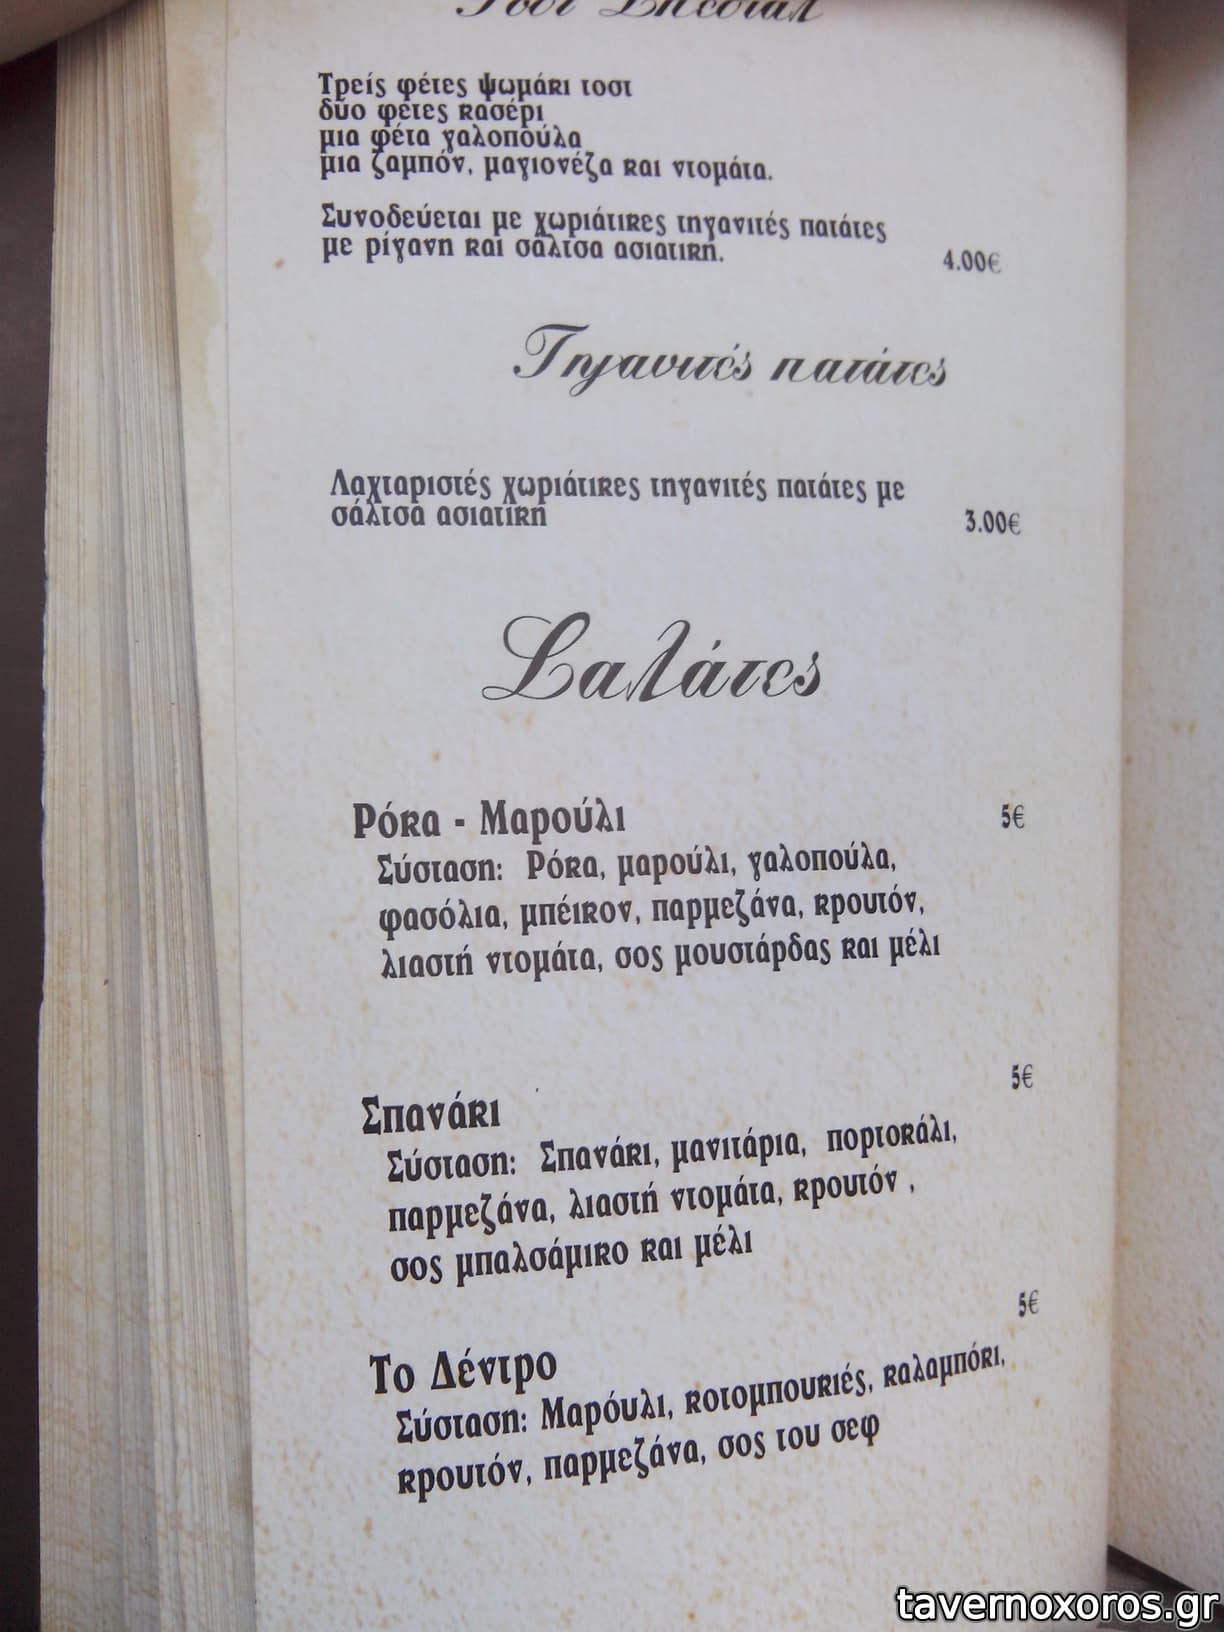 Τοστ Σπεσιαλ
Τρείς φέτες ψωμάκι τοστ
δύο φέτες κασέρι
μια φέτα γαλοπούλα
μια ζαμπόν, μαγιονέζα και ντομάτα.
Συνοδεύεται με χωριάτικες τηγανιτές πατάτες
με ρίγανη και σάλτσα ασιατική.
4.00€
Τηγανιτές πατάτες
Λαχταριστές χωριάτικες τηγανιτές πατάτες με
σάλτσα ασιατική
3.00€
Σαλάτες
Ρόκα - Μαρούλι 5€
Σύσταση: Ρόκα, μαρούλι, γαλοπούλα,
φασόλια, μπέικον, παρμεζάνα, κρουτόν,
λιαστή ντομάτα, σος μουστάρδας και μέλι
5€
Σπανάκι
Σύσταση: Σπανάκι, μανιτάρια, πορτοκάλι,
παρμεζάνα, λιαστή ντομάτα, κρουτόν ,
σος μπαλσάμικο και μέλι
5€
Το Δέντρο
Σύσταση: Μαρόυλι, κοτομπουκιές, καλαμπόκι,
κρουτόν, παρμεζάνα, σος του σεφ
tavernoxoros.gr